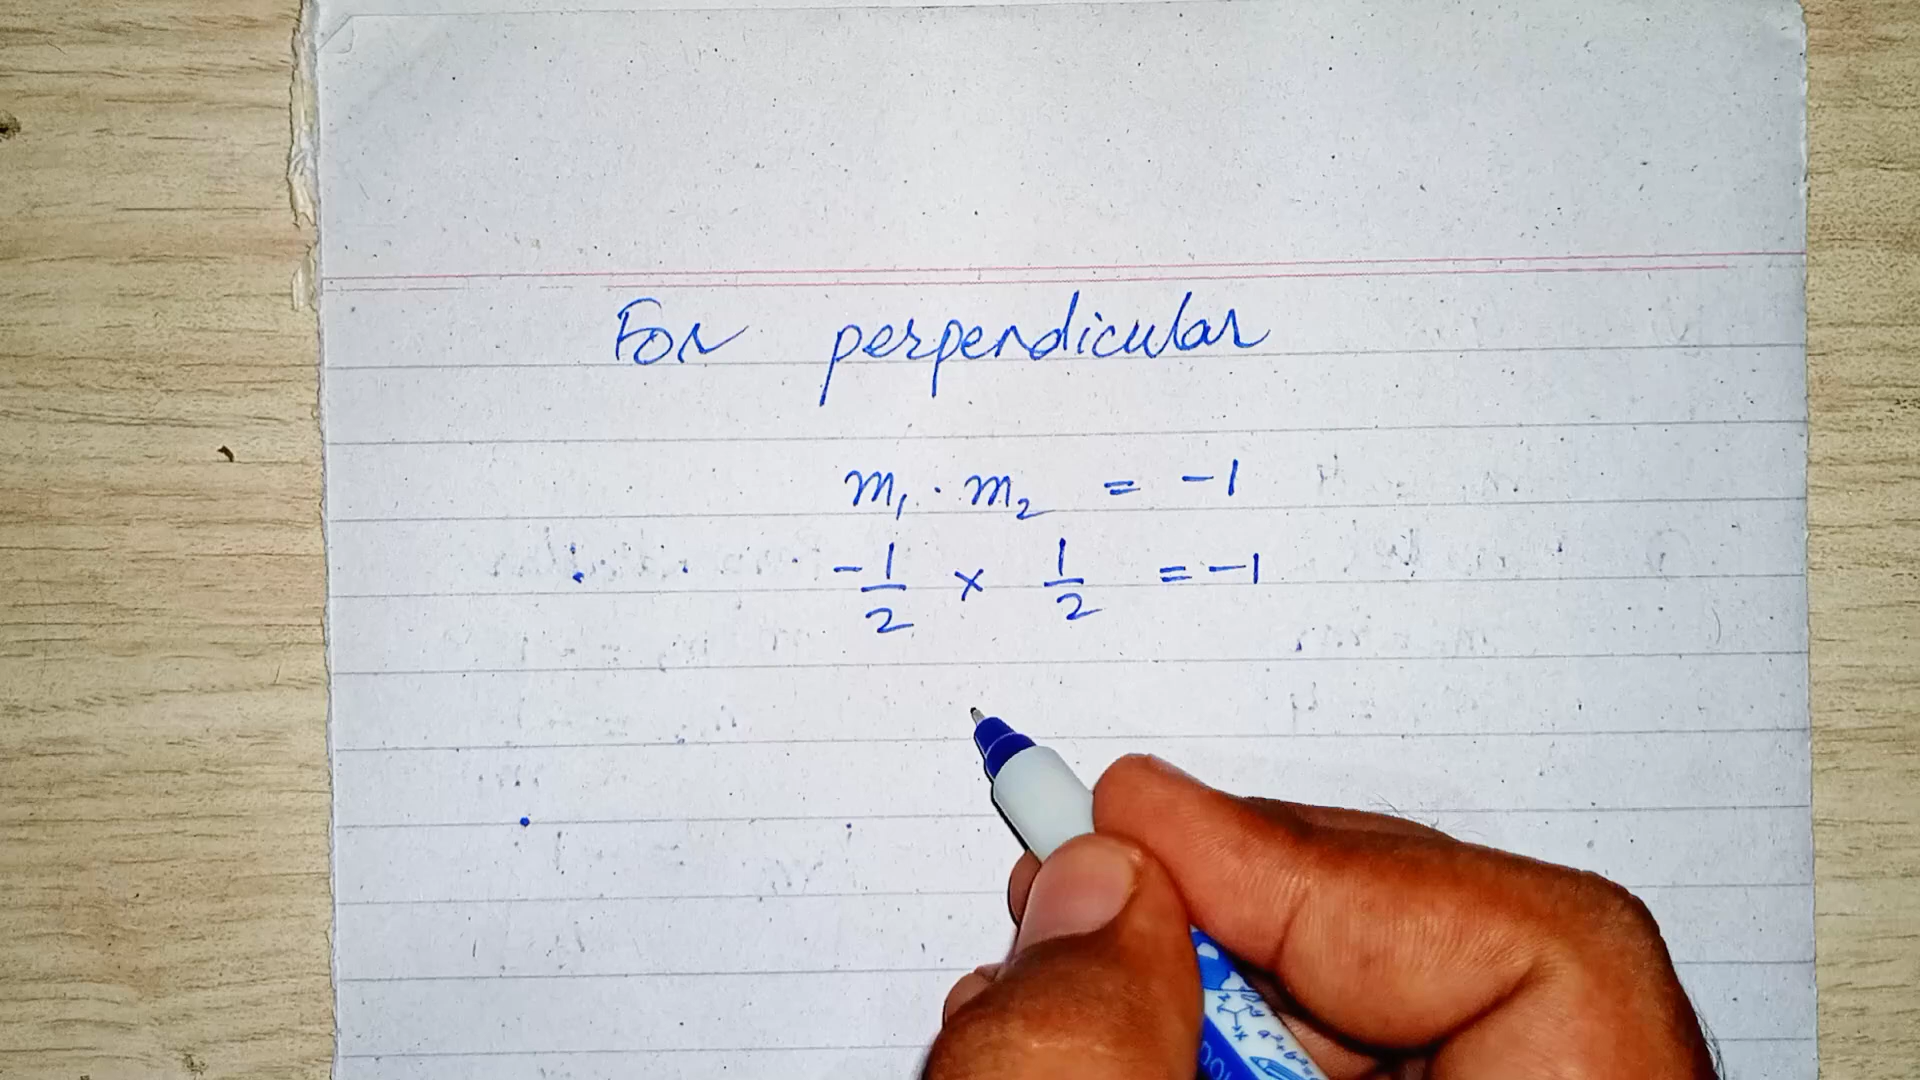 For perpendicular
m₁ · m₂ = -1
-1/2 × 1/2 = -1